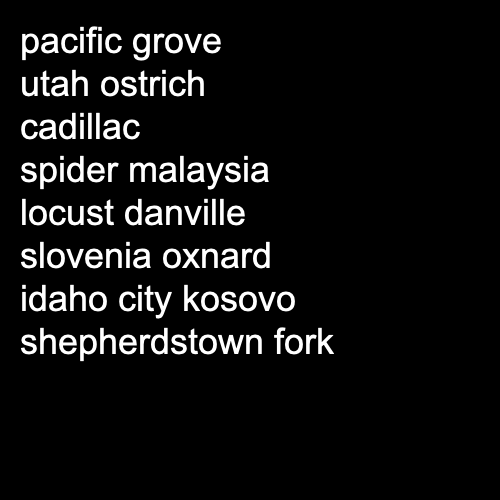 pacific grove
utah ostrich
cadillac
spider malaysia
locust danville
slovenia oxnard
idaho city kosovo
shepherdstown fork